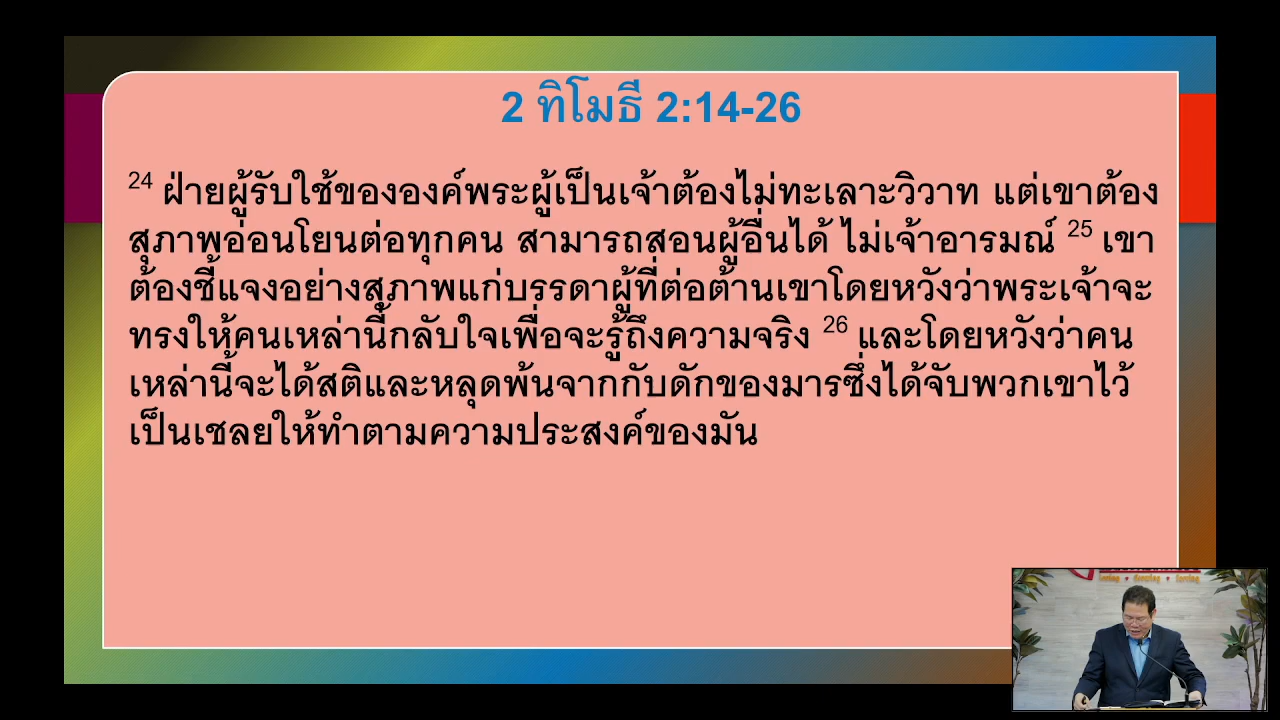 2 ทิโมธี 2:14-26
24 ฝ่ายผู้รับใช้ขององค์พระผู้เป็นเจ้าต้องไม่ทะเลาะวิวาท แต่เขาต้อง
สุภาพอ่อนโยนต่อทุกคน สามารถสอนผู้อื่นได้ ไม่เจ้าอารมณ์ 25 เขา
ต้องชี้แจงอย่างสุภาพแก่บรรดาผู้ที่ต่อต้านเขาโดยหวังว่าพระเจ้าจะ
ทรงให้คนเหล่านี้กลับใจเพื่อจะรู้ถึงความจริง 26 และโดยหวังว่าคน
เหล่านี้จะได้สติและหลุดพ้นจากกับดักของมารซึ่งได้จับพวกเขาไว้
เป็นเชลยให้ทำตามความประสงค์ของมัน